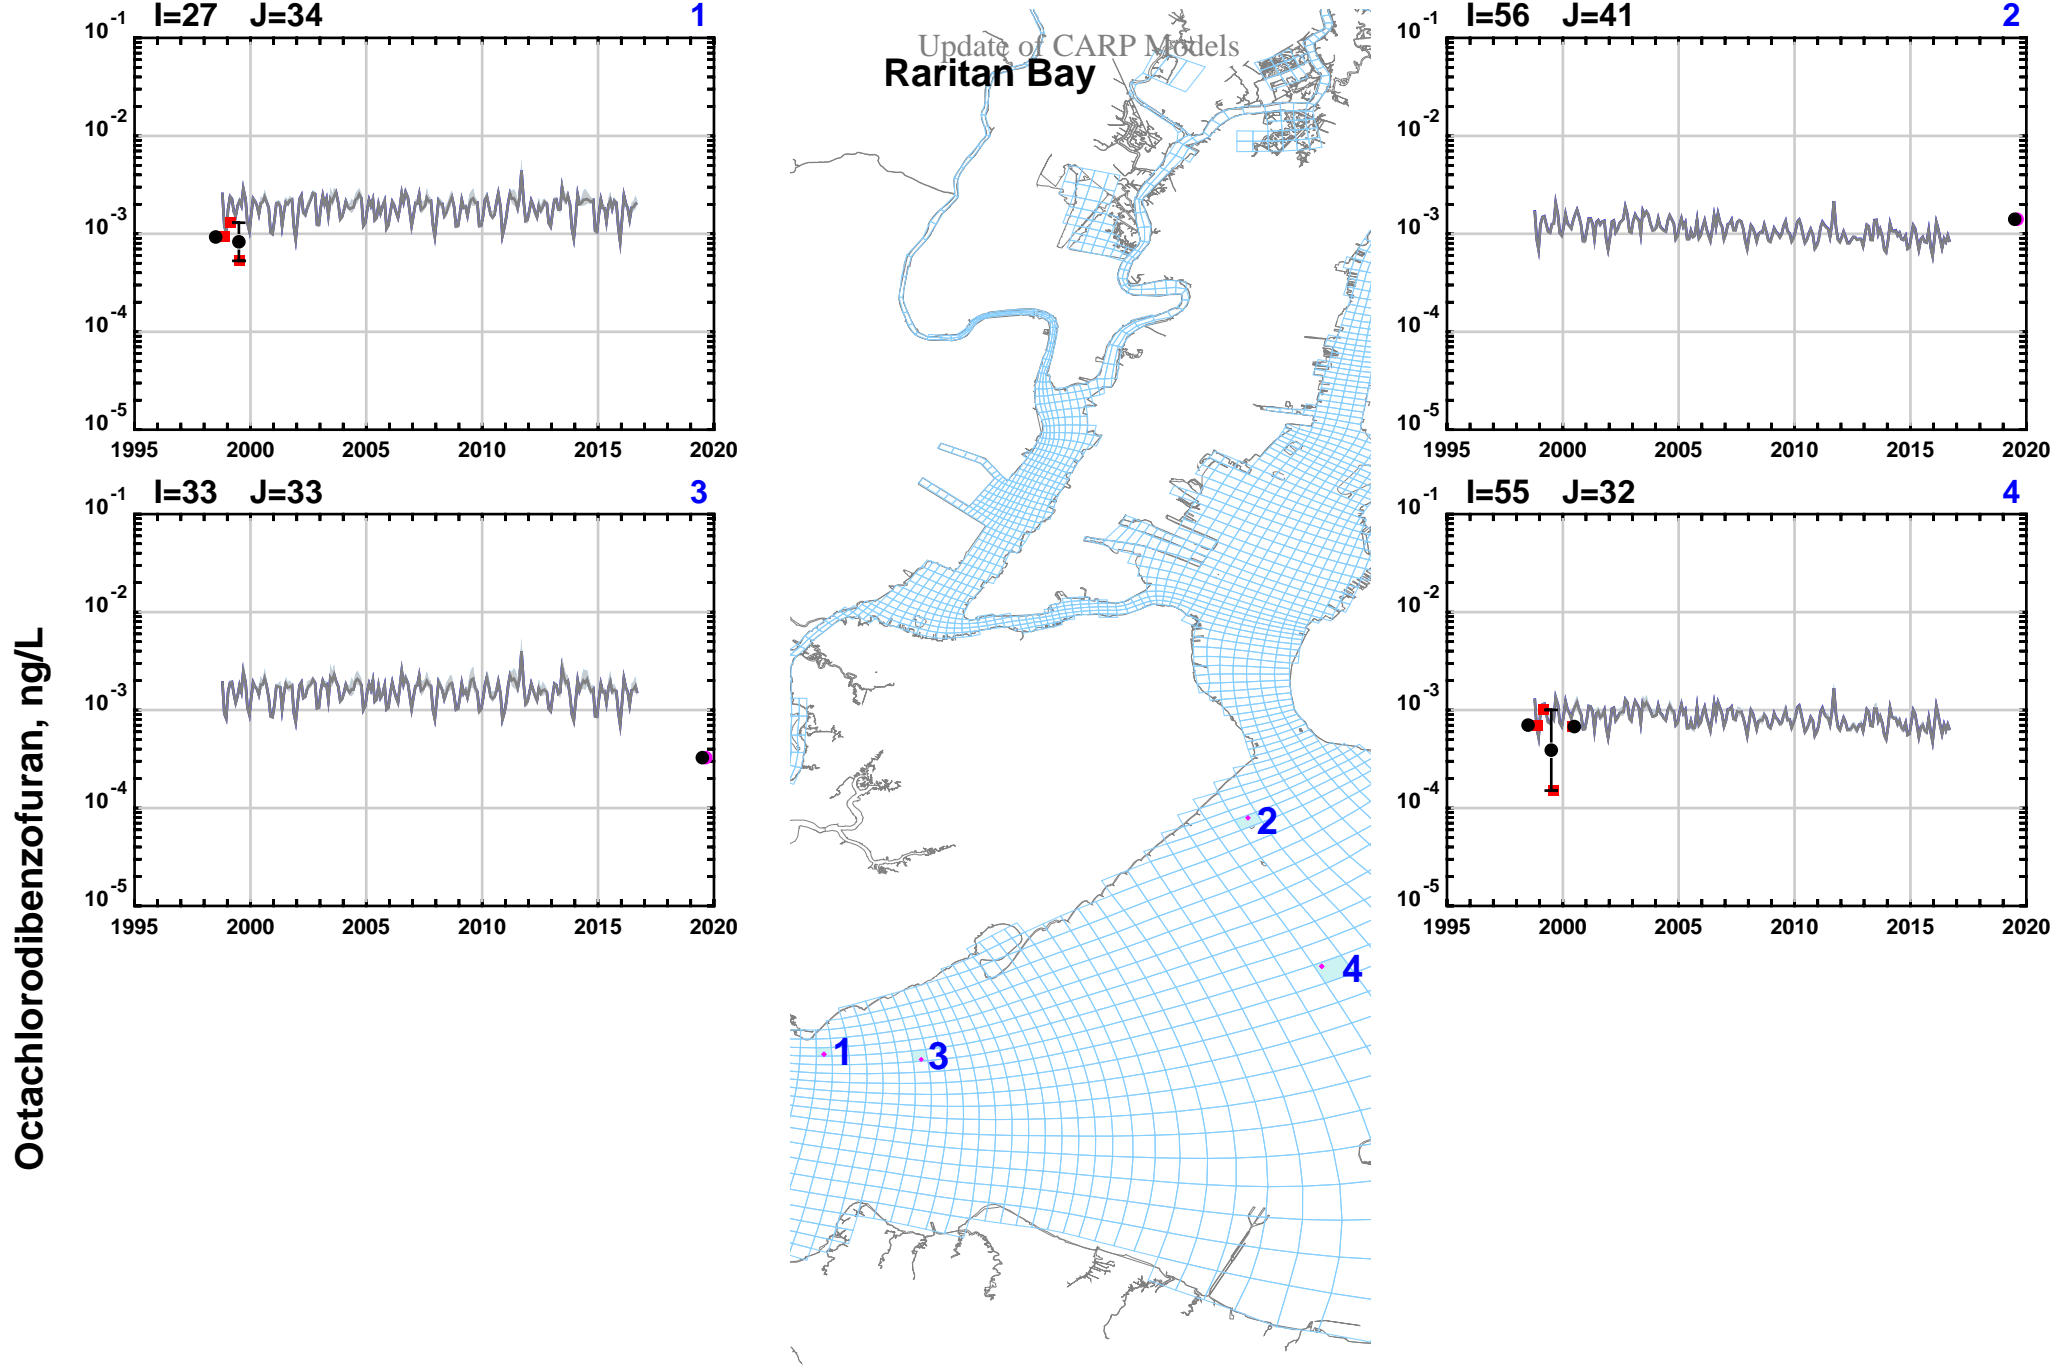 Update of CARP Models
Raritan Bay
Octachlorodibenzofuran, ng/L
I=27 J=34 1
10-1
10-2
10-3
10-4
10-5
1995 2000 2005 2010 2015 2020
I=56 J=41 2
10-1
10-2
10-3
10-4
10-5
1995 2000 2005 2010 2015 2020
I=33 J=33 3
10-1
10-2
10-3
10-4
10-5
1995 2000 2005 2010 2015 2020
I=55 J=32 4
10-1
10-2
10-3
10-4
10-5
1995 2000 2005 2010 2015 2020
2
4
1 3